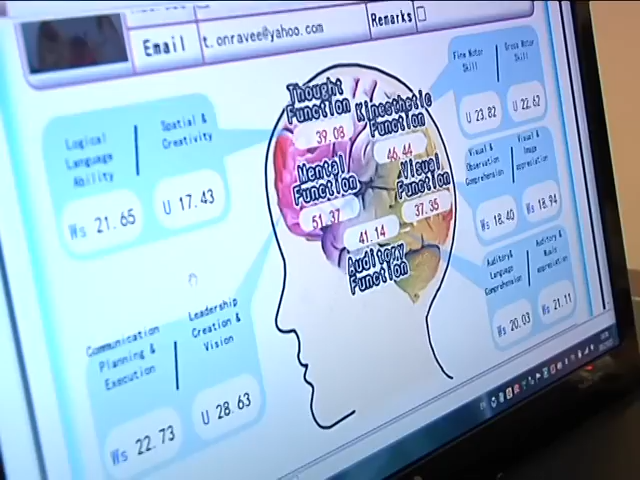 Email
t.onravee@yahoo.com
Remarks
Thought
Function
39.08
Kinesthetic
Function
46.44
Mental
Function
51.37
Visual
Function
37.35
41.14
Auditory
Function
Logical
Language
Ability
Spatial &
Creativity
Ws 21.65
U 17.43
Communication
Planning &
Execution
Leadership
Creation &
Vision
Ws 22.73
U 28.63
Fine Motor
Skill
Gross Motor
Skill
U 23.82
U 22.62
Visual &
Observation
Comprehension
Visual &
Image
appreciation
Ws 18.40
Ws 18.94
Auditory &
Language
Comprehension
Auditory &
Music
appreciation
Ws 20.03
Ws 21.11